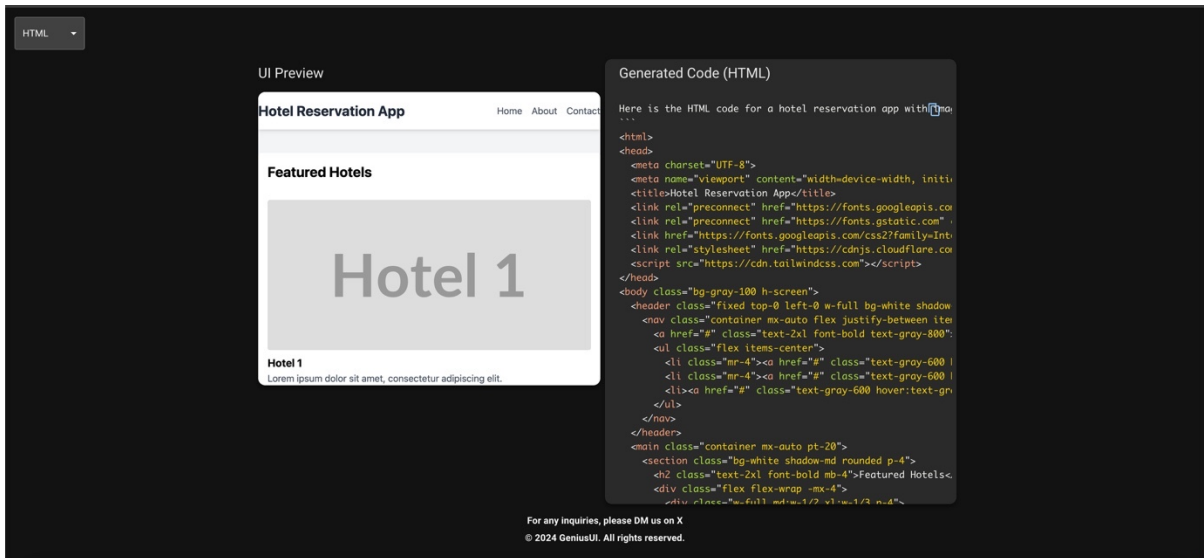 HTML
UI Preview
Hotel Reservation App
Home About Contact
Featured Hotels
Hotel 1
Hotel 1
Lorem ipsum dolor sit amet, consectetur adipiscing elit.
Generated Code (HTML)
Here is the HTML code for a hotel reservation app with
```
<html>
<head>
<meta charset="UTF-8">
<meta name="viewport" content="width=device-width, initi
<title>Hotel Reservation App</title>
<link rel="preconnect" href="https://fonts.googleapis.co
<link rel="preconnect" href="https://fonts.gstatic.com"
<link href="https://fonts.googleapis.com/css2?family=Int
<link rel="stylesheet" href="https://cdnjs.cloudflare.co
<script src="https://cdn.tailwindcss.com"></script>
</head>
<body class="bg-gray-100 h-screen">
<header class="fixed top-0 left-0 w-full bg-white shadow
<nav class="container mx-auto flex justify-between ite
<a href="#" class="text-2xl font-bold text-gray-800">
<ul class="flex items-center">
<li class="mr-4"><a href="#" class="text-gray-600
<li class="mr-4"><a href="#" class="text-gray-600
<li><a href="#" class="text-gray-600 hover:text-gr
</ul>
</nav>
</header>
<main class="container mx-auto pt-20">
<section class="bg-white shadow-md rounded p-4">
<h2 class="text-2xl font-bold mb-4">Featured Hotels<
<div class="flex flex-wrap -mx-4">
<div class="w-full md:w-1/2 xl:w-1/3 p-4">
For any inquiries, please DM us on X
© 2024 GeniusUI. All rights reserved.